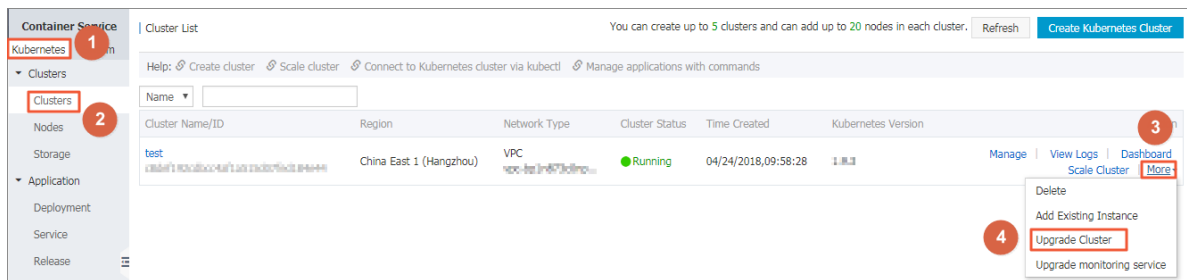 Container Service
Cluster List
You can create up to 5 clusters and can add up to 20 nodes in each cluster.
Refresh
Create Kubernetes Cluster
Kubernetes
1
Clusters
Help: Create cluster Scale cluster Connect to Kubernetes cluster via kubectl Manage applications with commands
Clusters
Name
2
Nodes
Cluster Name/ID Region Network Type Cluster Status Time Created Kubernetes Version
3
Storage
test
China East 1 (Hangzhou)
VPC
Running
04/24/2018,09:58:28
Manage View Logs Dashboard
Scale Cluster More
Application
Delete
Deployment
Add Existing Instance
Service
4
Upgrade Cluster
Release
Upgrade monitoring service